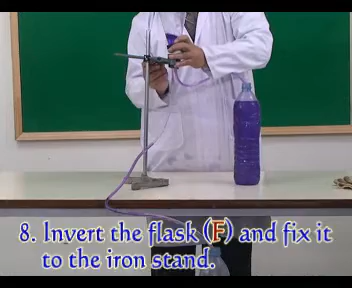 8. Invert the flask (F) and fix it
to the iron stand.